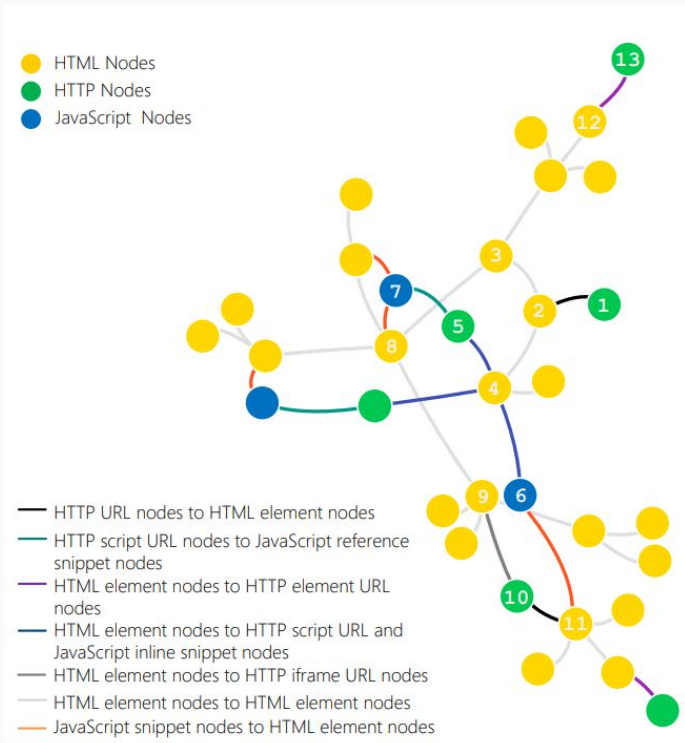 HTML Nodes
HTTP Nodes
JavaScript Nodes
13
12
3
7
2
1
5
8
4
9
6
10
11
HTTP URL nodes to HTML element nodes
HTTP script URL nodes to JavaScript reference
snippet nodes
HTML element nodes to HTTP element URL
nodes
HTML element nodes to HTTP script URL and
JavaScript inline snippet nodes
HTML element nodes to HTTP iframe URL nodes
HTML element nodes to HTML element nodes
JavaScript snippet nodes to HTML element nodes